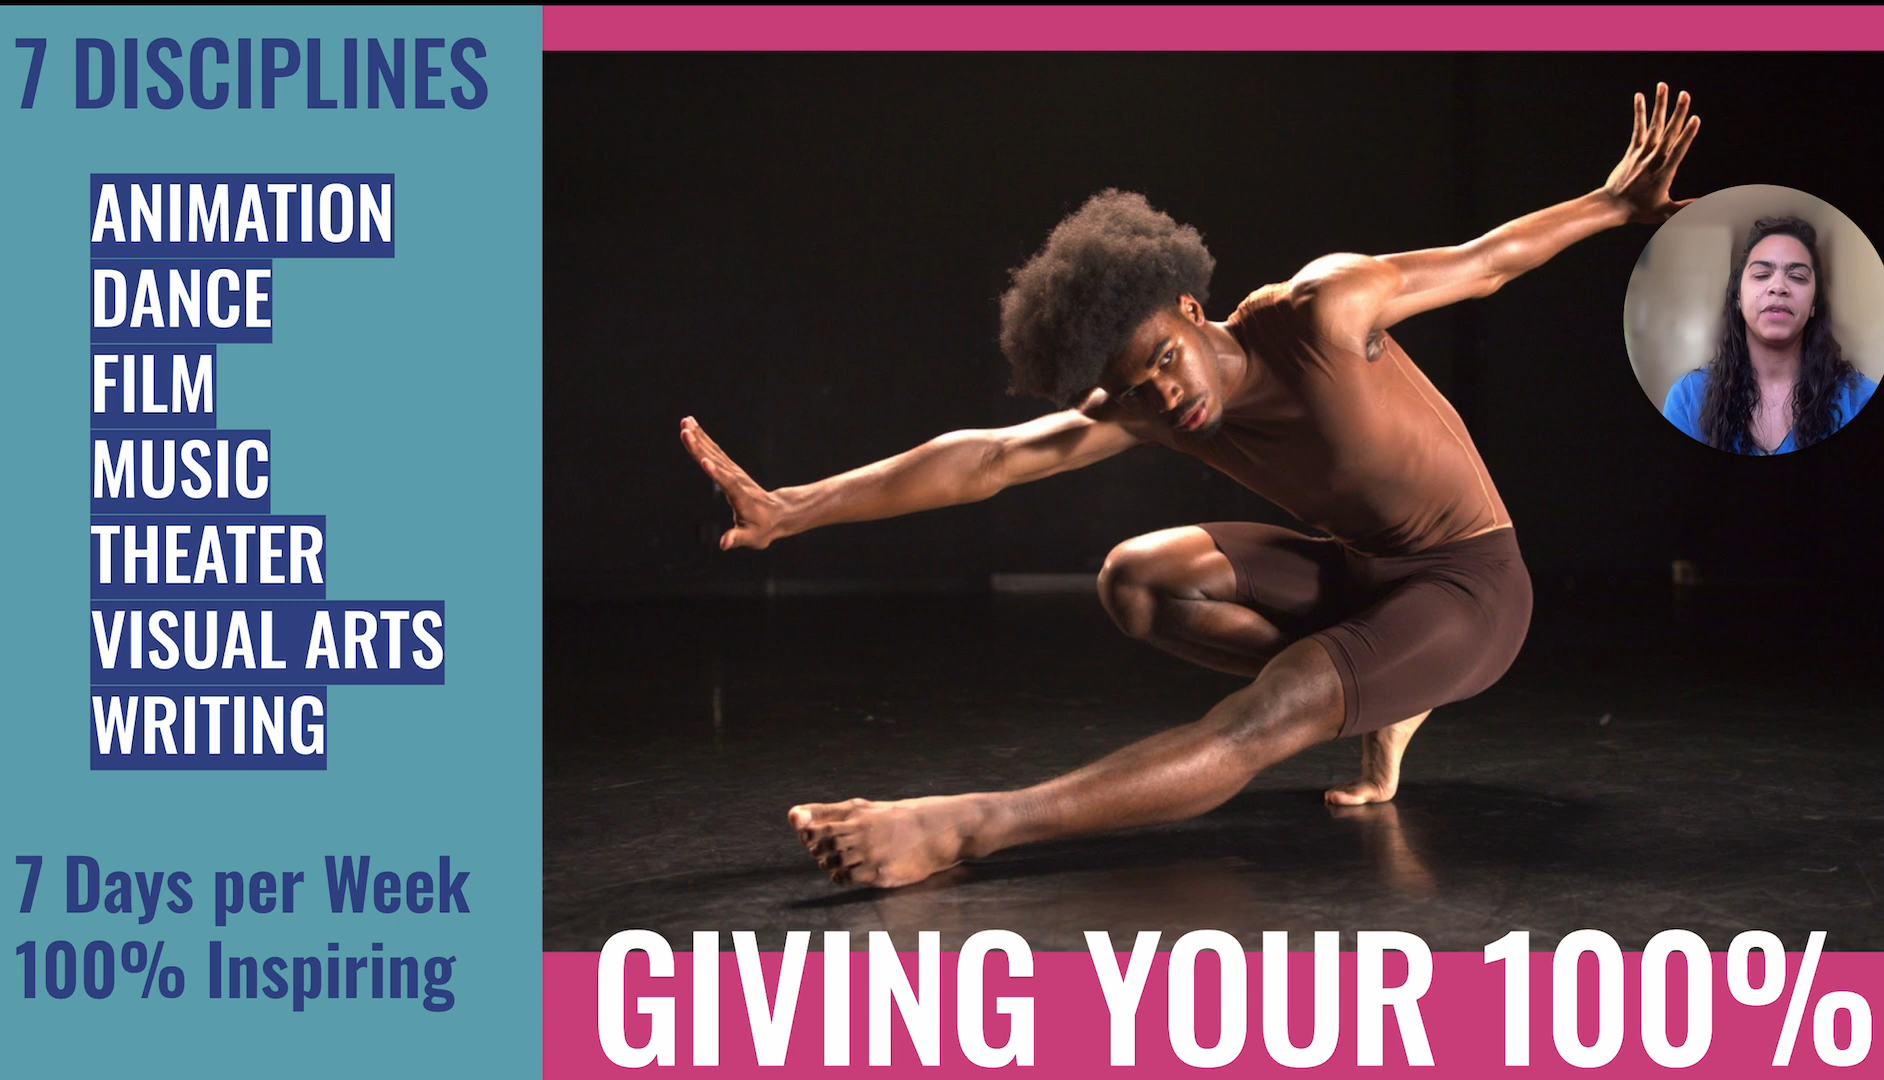 7 DISCIPLINES
ANIMATION
DANCE
FILM
MUSIC
THEATER
VISUAL ARTS
WRITING
7 Days per Week
100% Inspiring
GIVING YOUR 100%